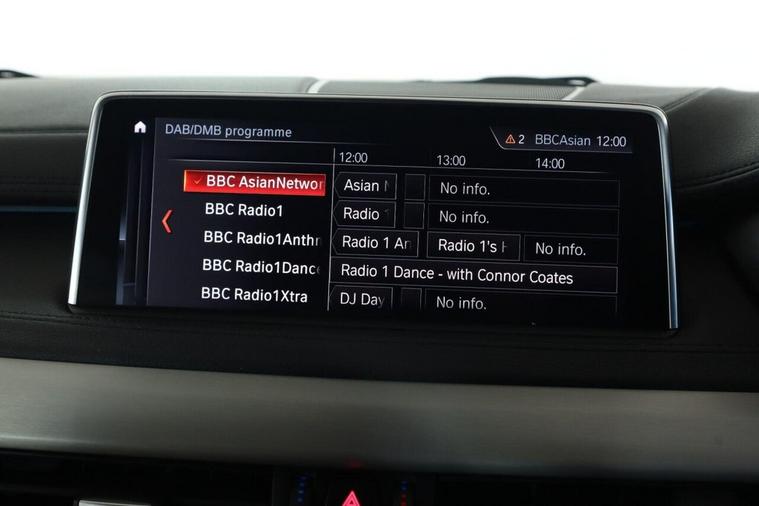 DAB/DMB programme
2 BBCAsian 12:00
12:00 13:00 14:00
BBC AsianNetwor Asian No info.
BBC Radio1 Radio No info.
BBC Radio1Anthr Radio 1 Ar Radio 1's No info.
BBC Radio1Dance Radio 1 Dance - with Connor Coates
BBC Radio1Xtra DJ Day No info.